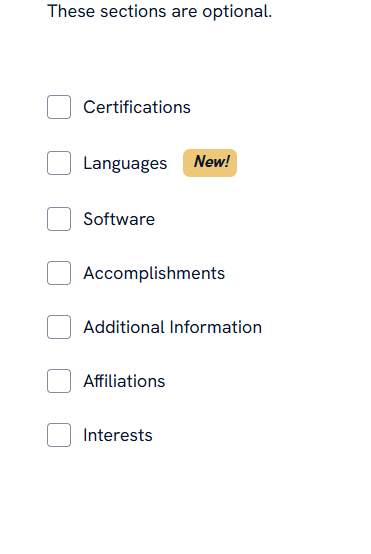 These sections are optional.
Certifications
Languages New!
Software
Accomplishments
Additional Information
Affiliations
Interests